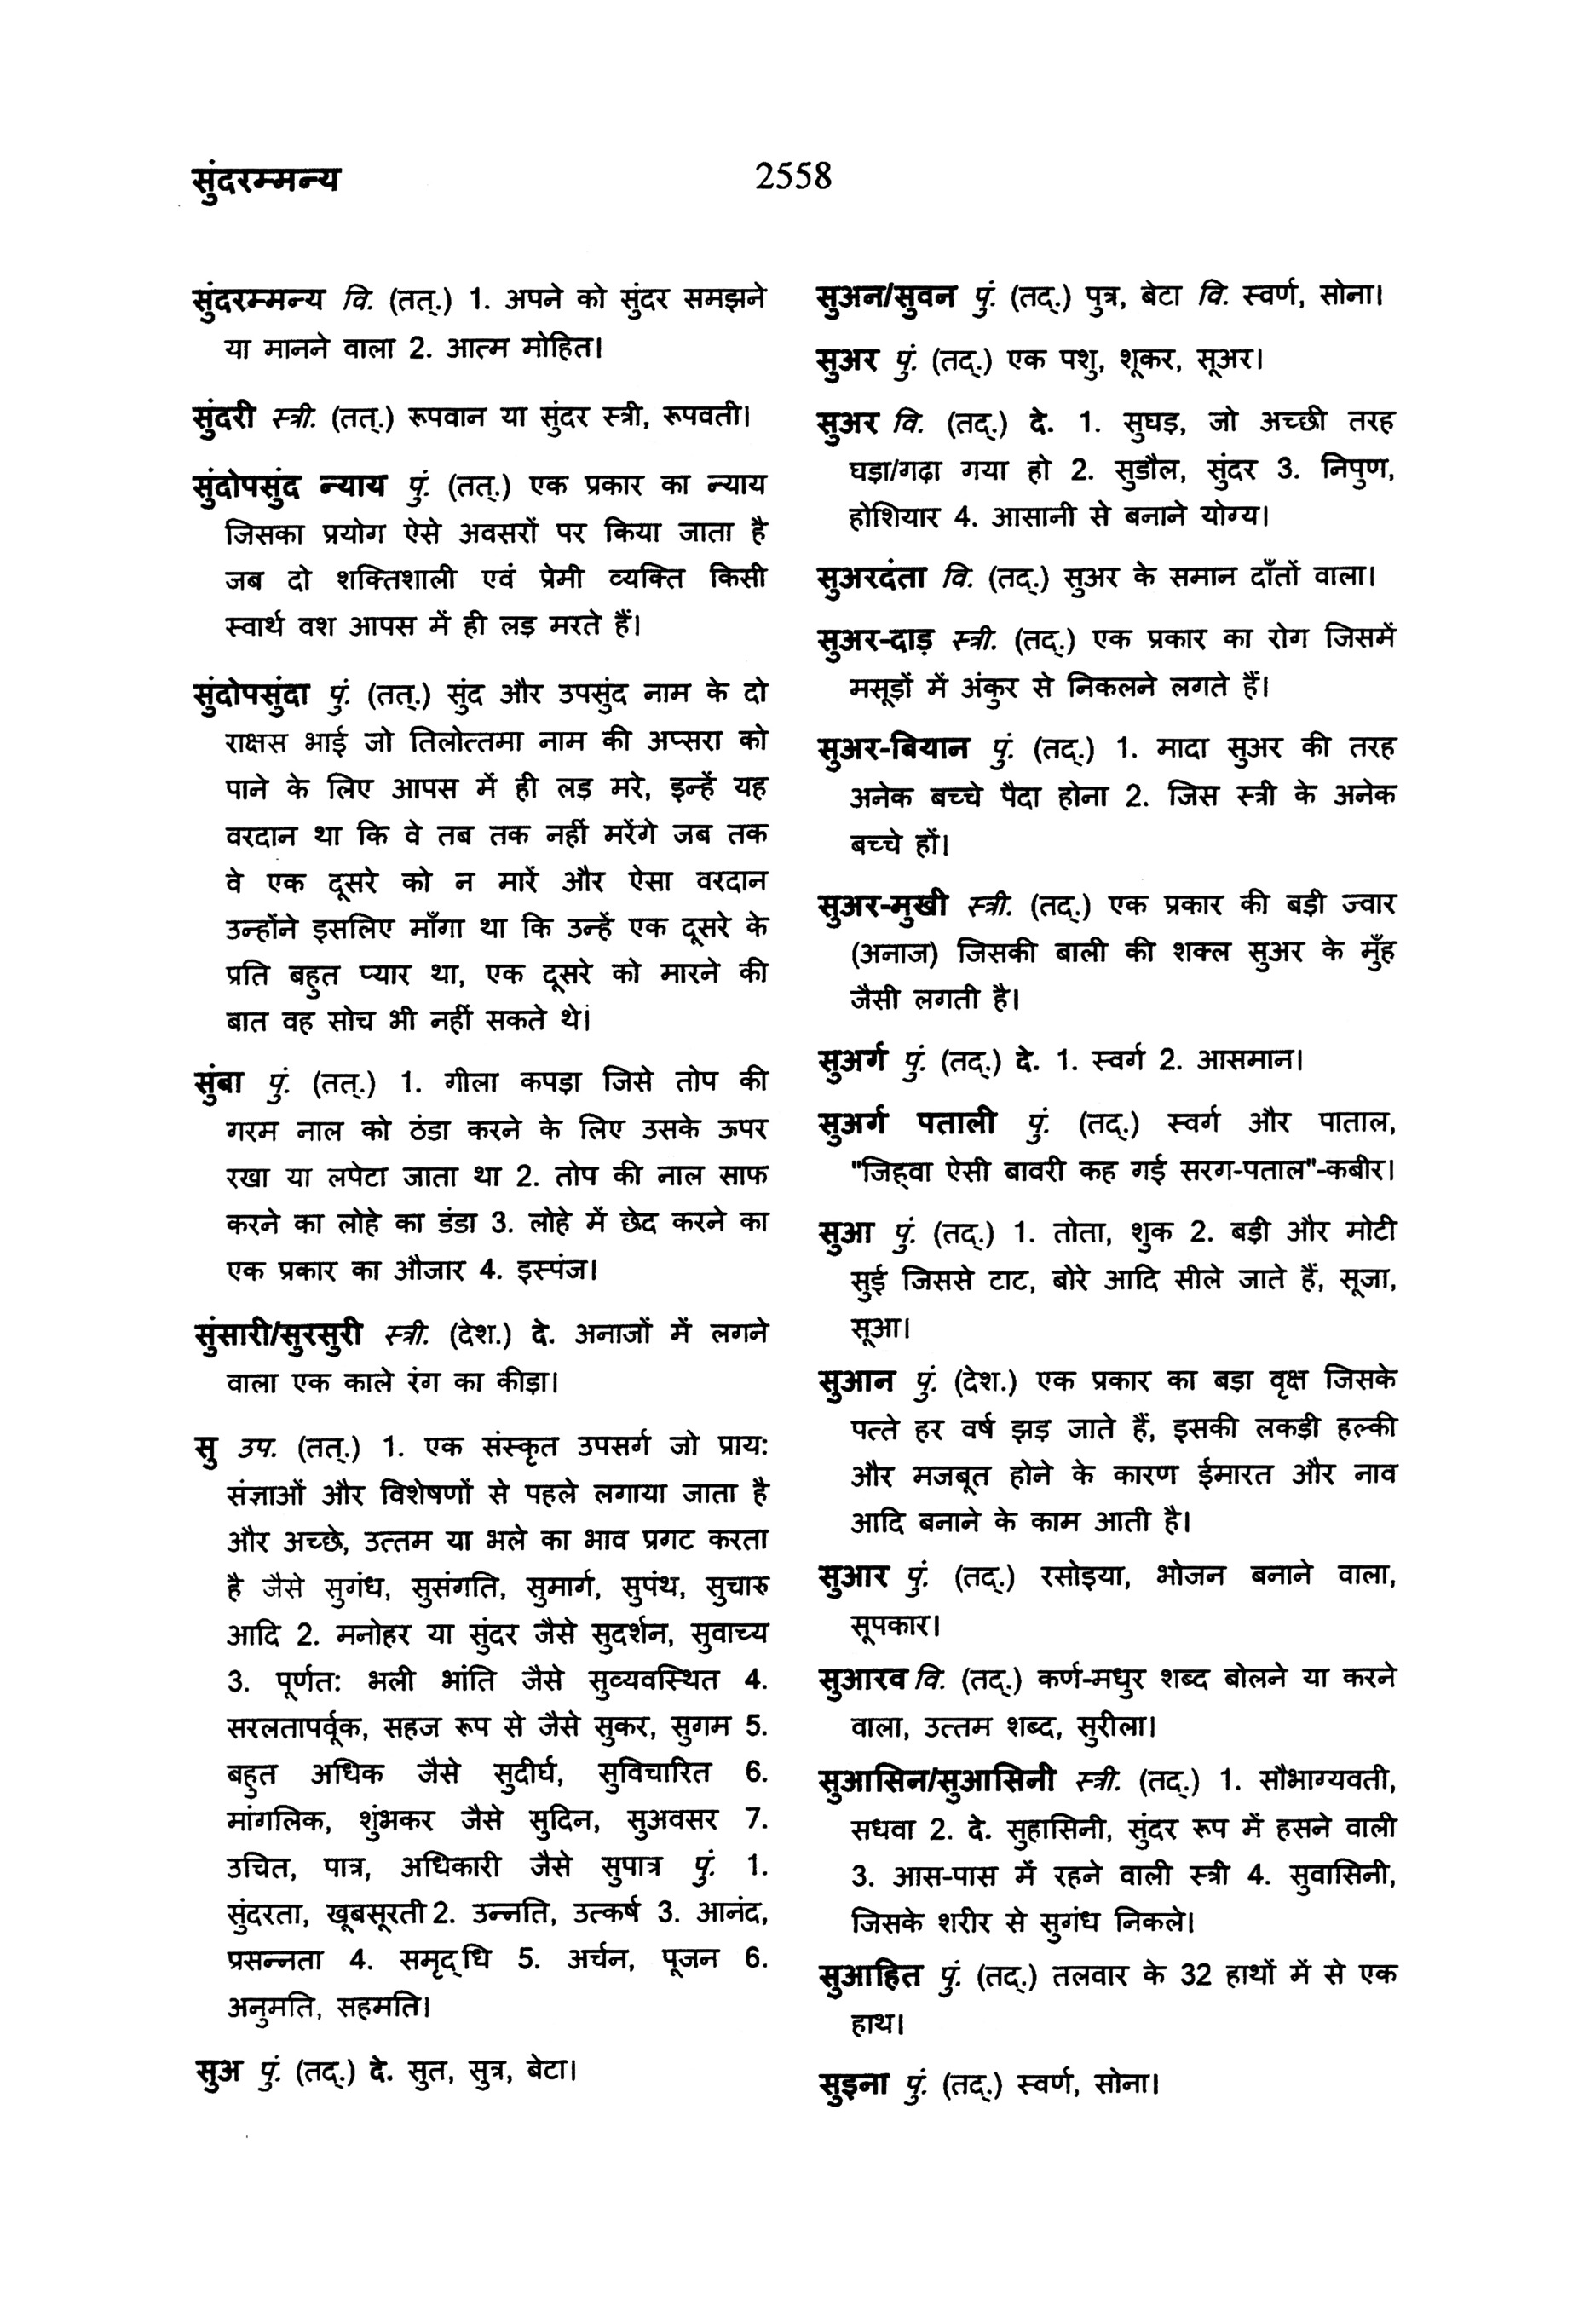 सुंदरम्मन्य
2558
सुंदरम्मन्य वि. (तत्.) 1. अपने को सुंदर समझने
या मानने वाला 2. आत्म मोहित।
सुंदरी स्त्री. (तत्.) रूपवान या सुंदर स्त्री, रूपवती।
सुंदोपसुंद न्याय पुं. (तत्.) एक प्रकार का न्याय
जिसका प्रयोग ऐसे अवसरों पर किया जाता है
जब दो शक्तिशाली एवं प्रेमी व्यक्ति किसी
स्वार्थ वश आपस में ही लड़ मरते हैं।
सुंदोपसुंदा पुं. (तत्.) सुंद और उपसुंद नाम के दो
राक्षस भाई जो तिलोत्तमा नाम की अप्सरा को
पाने के लिए आपस में ही लड़ मरे, इन्हें यह
वरदान था कि वे तब तक नहीं मरेंगे जब तक
वे एक दूसरे को न मारें और ऐसा वरदान
उन्होंने इसलिए माँगा था कि उन्हें एक दूसरे के
प्रति बहुत प्यार था, एक दूसरे को मारने की
बात वह सोच भी नहीं सकते थे।
सुंबा पुं. (तत्.) 1. गीला कपड़ा जिसे तोप की
गरम नाल को ठंडा करने के लिए उसके ऊपर
रखा या लपेटा जाता था 2. तोप की नाल साफ
करने का लोहे का डंडा 3. लोहे में छेद करने का
एक प्रकार का औजार 4. इस्पंज।
सुंसारी/सुरसुरी स्त्री. (देश.) दे. अनाजों में लगने
वाला एक काले रंग का कीड़ा।
सु उप. (तत्.) 1. एक संस्कृत उपसर्ग जो प्राय:
संज्ञाओं और विशेषणों से पहले लगाया जाता है
और अच्छे, उत्तम या भले का भाव प्रगट करता
है जैसे सुगंध, सुसंगति, सुमार्ग, सुपंथ, सुचारु
आदि 2. मनोहर या सुंदर जैसे सुदर्शन, सुवाच्य
3. पूर्णत: भली भांति जैसे सुव्यवस्थित 4.
सरलतापर्वूक, सहज रूप से जैसे सुकर, सुगम 5.
बहुत अधिक जैसे सुदीर्घ, सुविचारित 6.
मांगलिक, शुंभकर जैसे सुदिन, सुअवसर 7.
उचित, पात्र, अधिकारी जैसे सुपात्र पुं. 1.
सुंदरता, खूबसूरती 2. उन्नति, उत्कर्ष 3. आनंद,
प्रसन्नता 4. समृद्धि 5. अर्चन, पूजन 6.
अनुमति, सहमति।
सुअ पुं. (तद्.) दे. सुत, सुत्र, बेटा।
सुअन/सुवन पुं. (तद्.) पुत्र, बेटा वि. स्वर्ण, सोना।
सुअर पुं. (तद्.) एक पशु, शूकर, सूअर।
सुअर वि. (तद्.) दे. 1. सुघड़, जो अच्छी तरह
घड़ा/गढ़ा गया हो 2. सुडौल, सुंदर 3. निपुण,
होशियार 4. आसानी से बनाने योग्य।
सुअरदंता वि. (तद्.) सुअर के समान दाँतों वाला।
सुअर-दाड़ स्त्री. (तद्.) एक प्रकार का रोग जिसमें
मसूड़ों में अंकुर से निकलने लगते हैं।
सुअर-बियान पुं. (तद्.) 1. मादा सुअर की तरह
अनेक बच्चे पैदा होना 2. जिस स्त्री के अनेक
बच्चे हों।
सुअर-मुखी स्त्री. (तद्.) एक प्रकार की बड़ी ज्वार
(अनाज) जिसकी बाली की शक्ल सुअर के मुँह
जैसी लगती है।
सुअर्ग पुं. (तद्.) दे. 1. स्वर्ग 2. आसमान।
सुअर्ग पताली पुं. (तद्.) स्वर्ग और पाताल,
"जिह्वा ऐसी बावरी कह गई सरग-पताल"-कबीर।
सुआ पुं. (तद्.) 1. तोता, शुक 2. बड़ी और मोटी
सुई जिससे टाट, बोरे आदि सीले जाते हैं, सूजा,
सूआ।
सुआन पुं. (देश.) एक प्रकार का बड़ा वृक्ष जिसके
पत्ते हर वर्ष झड़ जाते हैं, इसकी लकड़ी हल्की
और मजबूत होने के कारण ईमारत और नाव
आदि बनाने के काम आती है।
सुआर पुं. (तद्.) रसोइया, भोजन बनाने वाला,
सूपकार।
सुआरव वि. (तद्.) कर्ण-मधुर शब्द बोलने या करने
वाला, उत्तम शब्द, सुरीला।
सुआसिन/सुआसिनी स्त्री. (तद्.) 1. सौभाग्यवती,
सधवा 2. दे. सुहासिनी, सुंदर रूप में हसने वाली
3. आस-पास में रहने वाली स्त्री 4. सुवासिनी,
जिसके शरीर से सुगंध निकले।
सुआहित पुं. (तद्.) तलवार के 32 हाथों में से एक
हाथ।
सुइना पुं. (तद्.) स्वर्ण, सोना।